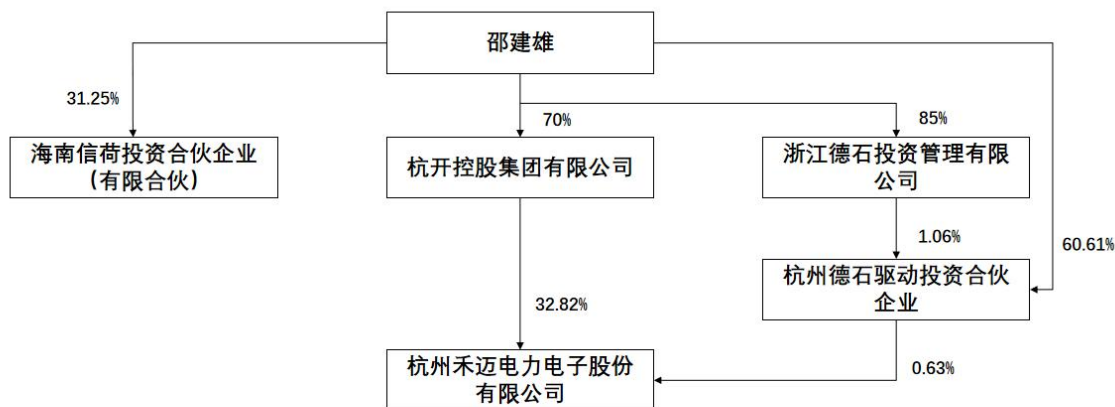 邵建雄
31.25%
70%
85%
海南信荷投资合伙企业
（有限合伙）
杭开控股集团有限公司
浙江德石投资管理有限
公司
1.06%
60.61%
杭州德石驱动投资合伙
企业
32.82%
杭州禾迈电力电子股份
有限公司
0.63%